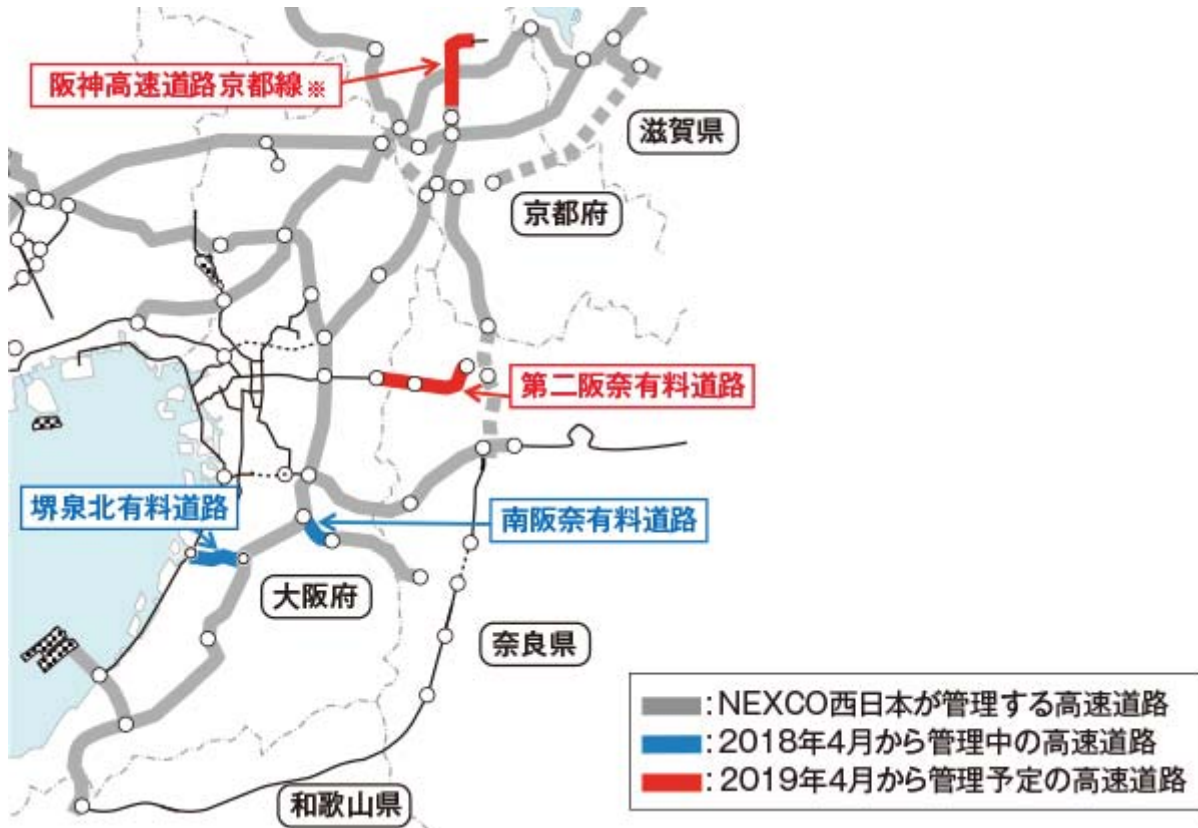 阪神高速道路京都線※
滋賀県
京都府
第二阪奈有料道路
堺泉北有料道路
南阪奈有料道路
大阪府
奈良県
和歌山県
:NEXCO西日本が管理する高速道路
:2018年4月から管理中の高速道路
:2019年4月から管理予定の高速道路